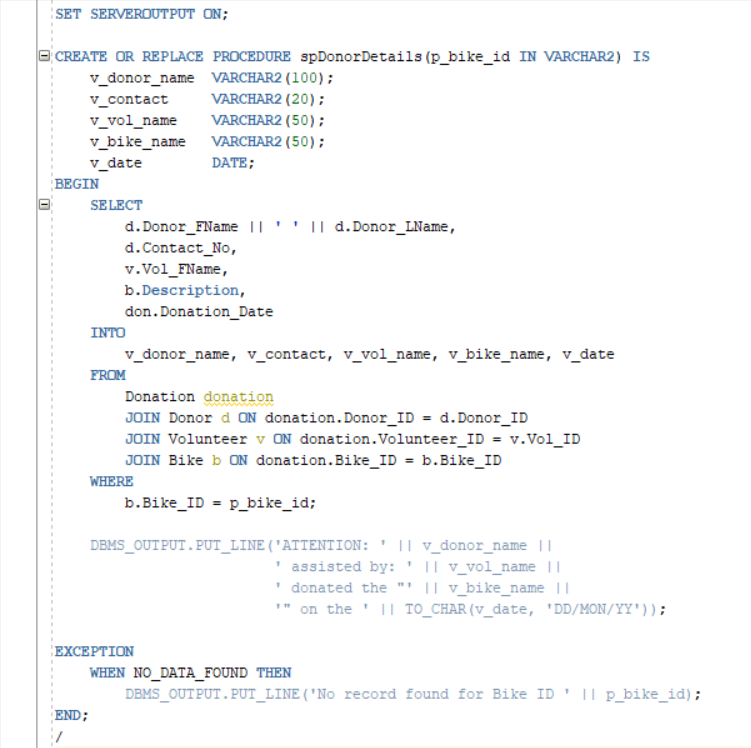 SET SERVEROUTPUT ON;
CREATE OR REPLACE PROCEDURE spDonorDetails(p_bike_id IN VARCHAR2) IS
    v_donor_name  VARCHAR2(100);
    v_contact     VARCHAR2(20);
    v_vol_name    VARCHAR2(50);
    v_bike_name   VARCHAR2(50);
    v_date        DATE;
BEGIN
    SELECT
        d.Donor_FName || ' ' || d.Donor_LName,
        d.Contact_No,
        v.Vol_FName,
        b.Description,
        don.Donation_Date
    INTO
        v_donor_name, v_contact, v_vol_name, v_bike_name, v_date
    FROM
        Donation donation
        JOIN Donor d ON donation.Donor_ID = d.Donor_ID
        JOIN Volunteer v ON donation.Volunteer_ID = v.Vol_ID
        JOIN Bike b ON donation.Bike_ID = b.Bike_ID
    WHERE
        b.Bike_ID = p_bike_id;
    DBMS_OUTPUT.PUT_LINE('ATTENTION: ' || v_donor_name ||
                         ' assisted by: ' || v_vol_name ||
                         ' donated the "' || v_bike_name ||
                         '" on the ' || TO_CHAR(v_date, 'DD/MON/YY'));
EXCEPTION
    WHEN NO_DATA_FOUND THEN
        DBMS_OUTPUT.PUT_LINE('No record found for Bike ID ' || p_bike_id);
END;
/